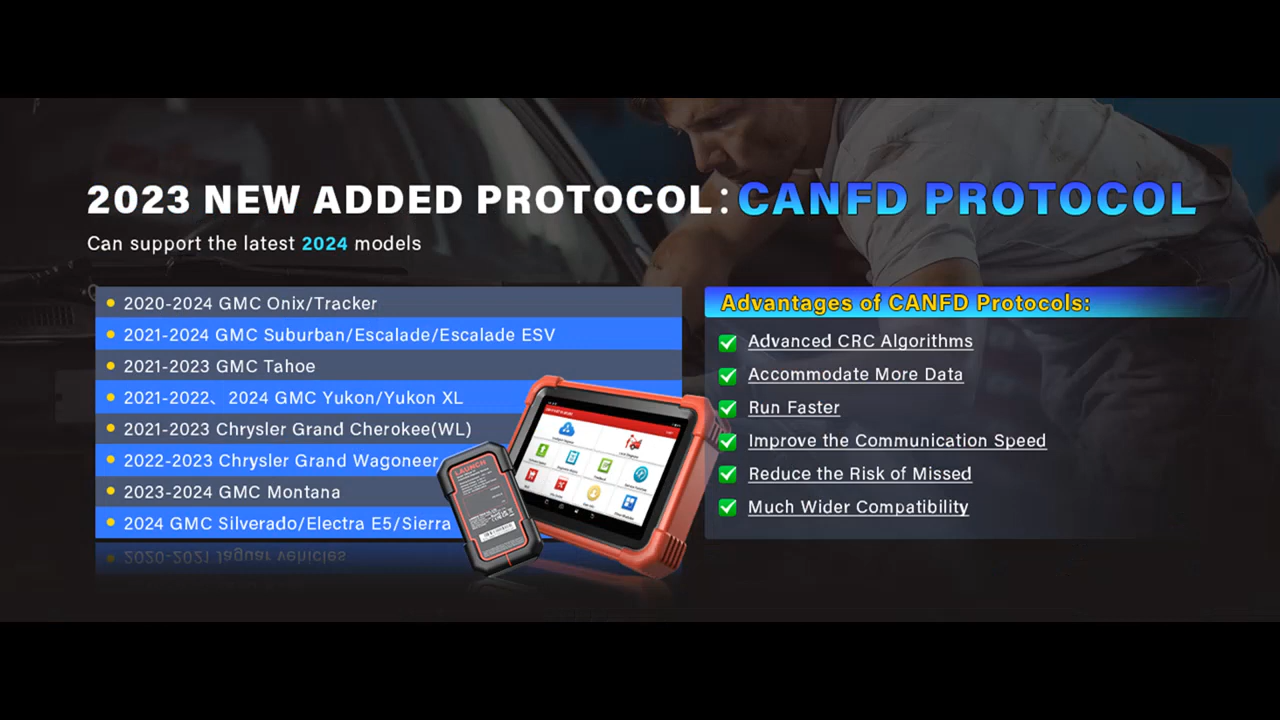 2023 NEW ADDED PROTOCOL: CANFD PROTOCOL
Can support the latest 2024 models
2020-2024 GMC Onix/Tracker
2021-2024 GMC Suburban/Escalade/Escalade ESV
2021-2023 GMC Tahoe
2021-2022、2024 GMC Yukon/Yukon XL
2021-2023 Chrysler Grand Cherokee(WL)
2022-2023 Chrysler Grand Wagoneer
2023-2024 GMC Montana
2024 GMC Silverado/Electra E5/Sierra
2020-2021 Jaguar vehicles
LAUNCH
Advantages of CANFD Protocols:
Advanced CRC Algorithms
Accommodate More Data
Run Faster
Improve the Communication Speed
Reduce the Risk of Missed
Much Wider Compatibility